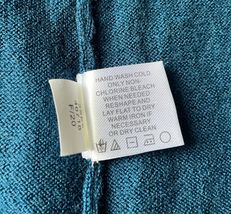 HAND WASH COLD
ONLY NON-
CHLORINE BLEACH
WHEN NEEDED
RESHAPE AND
LAY FLAT TO DRY
WARM IRON IF
NECESSARY
OR DRY CLEAN
F/20